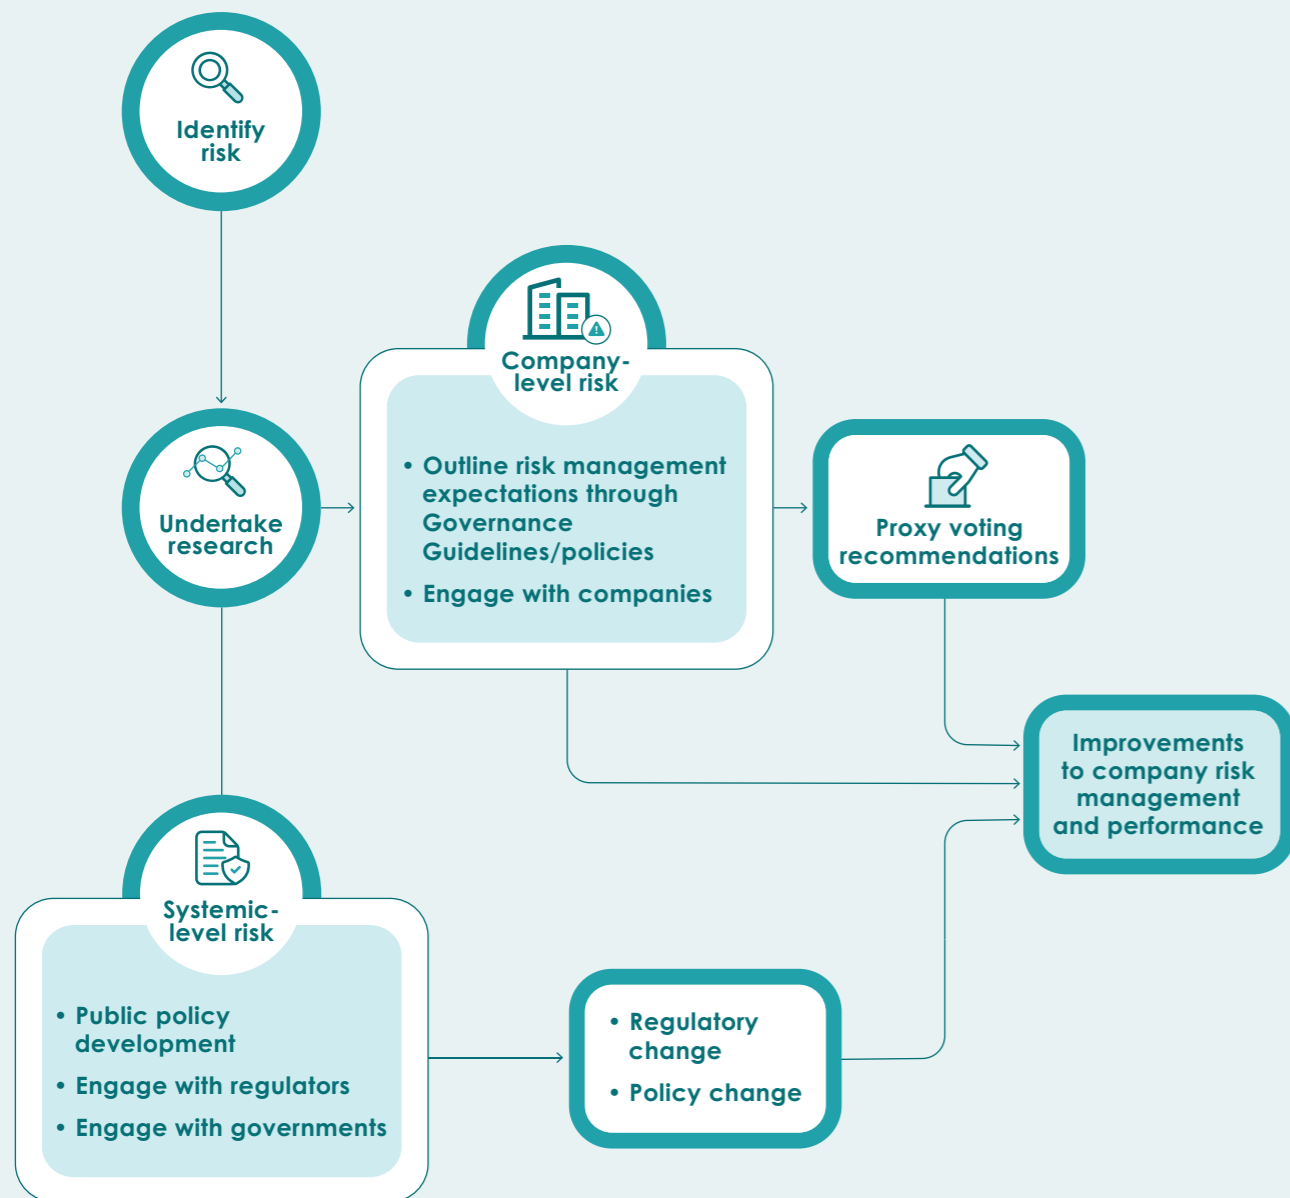 Identify
risk
Undertake
research
Company-
level risk
• Outline risk management
expectations through
Governance
Guidelines/policies
• Engage with companies
Proxy voting
recommendations
Improvements
to company risk
management
and performance
Systemic-
level risk
• Public policy
development
• Engage with regulators
• Engage with governments
• Regulatory
change
• Policy change